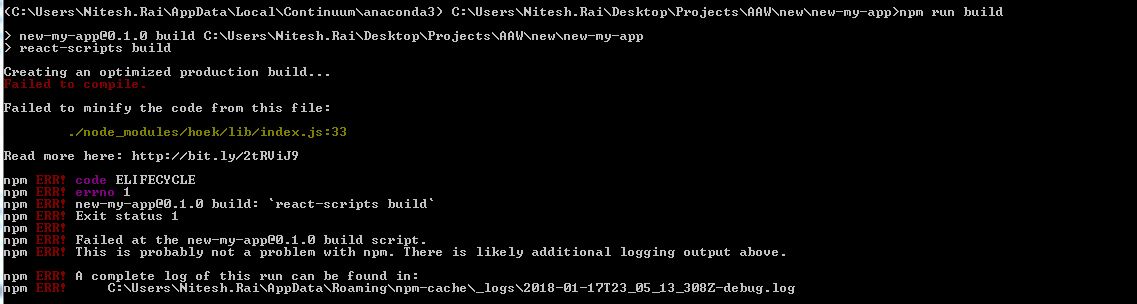 (C:\Users\Nitesh.Rai\AppData\Local\Continuum\anaconda3) C:\Users\Nitesh.Rai\Desktop\Projects\AAW\new\new-my-app>npm run build
> new-my-app@0.1.0 build C:\Users\Nitesh.Rai\Desktop\Projects\AAW\new\new-my-app
> react-scripts build
Creating an optimized production build...
Failed to compile.
Failed to minify the code from this file:
./node_modules/hoek/lib/index.js:33
Read more here: http://bit.ly/2tRViJ9
npm ERR! code ELIFECYCLE
npm ERR! errno 1
npm ERR! new-my-app@0.1.0 build: `react-scripts build`
npm ERR! Exit status 1
npm ERR!
npm ERR! Failed at the new-my-app@0.1.0 build script.
npm ERR! This is probably not a problem with npm. There is likely additional logging output above.
npm ERR! A complete log of this run can be found in:
npm ERR!     C:\Users\Nitesh.Rai\AppData\Roaming\npm-cache\_logs\2018-01-17T23_05_13_308Z-debug.log